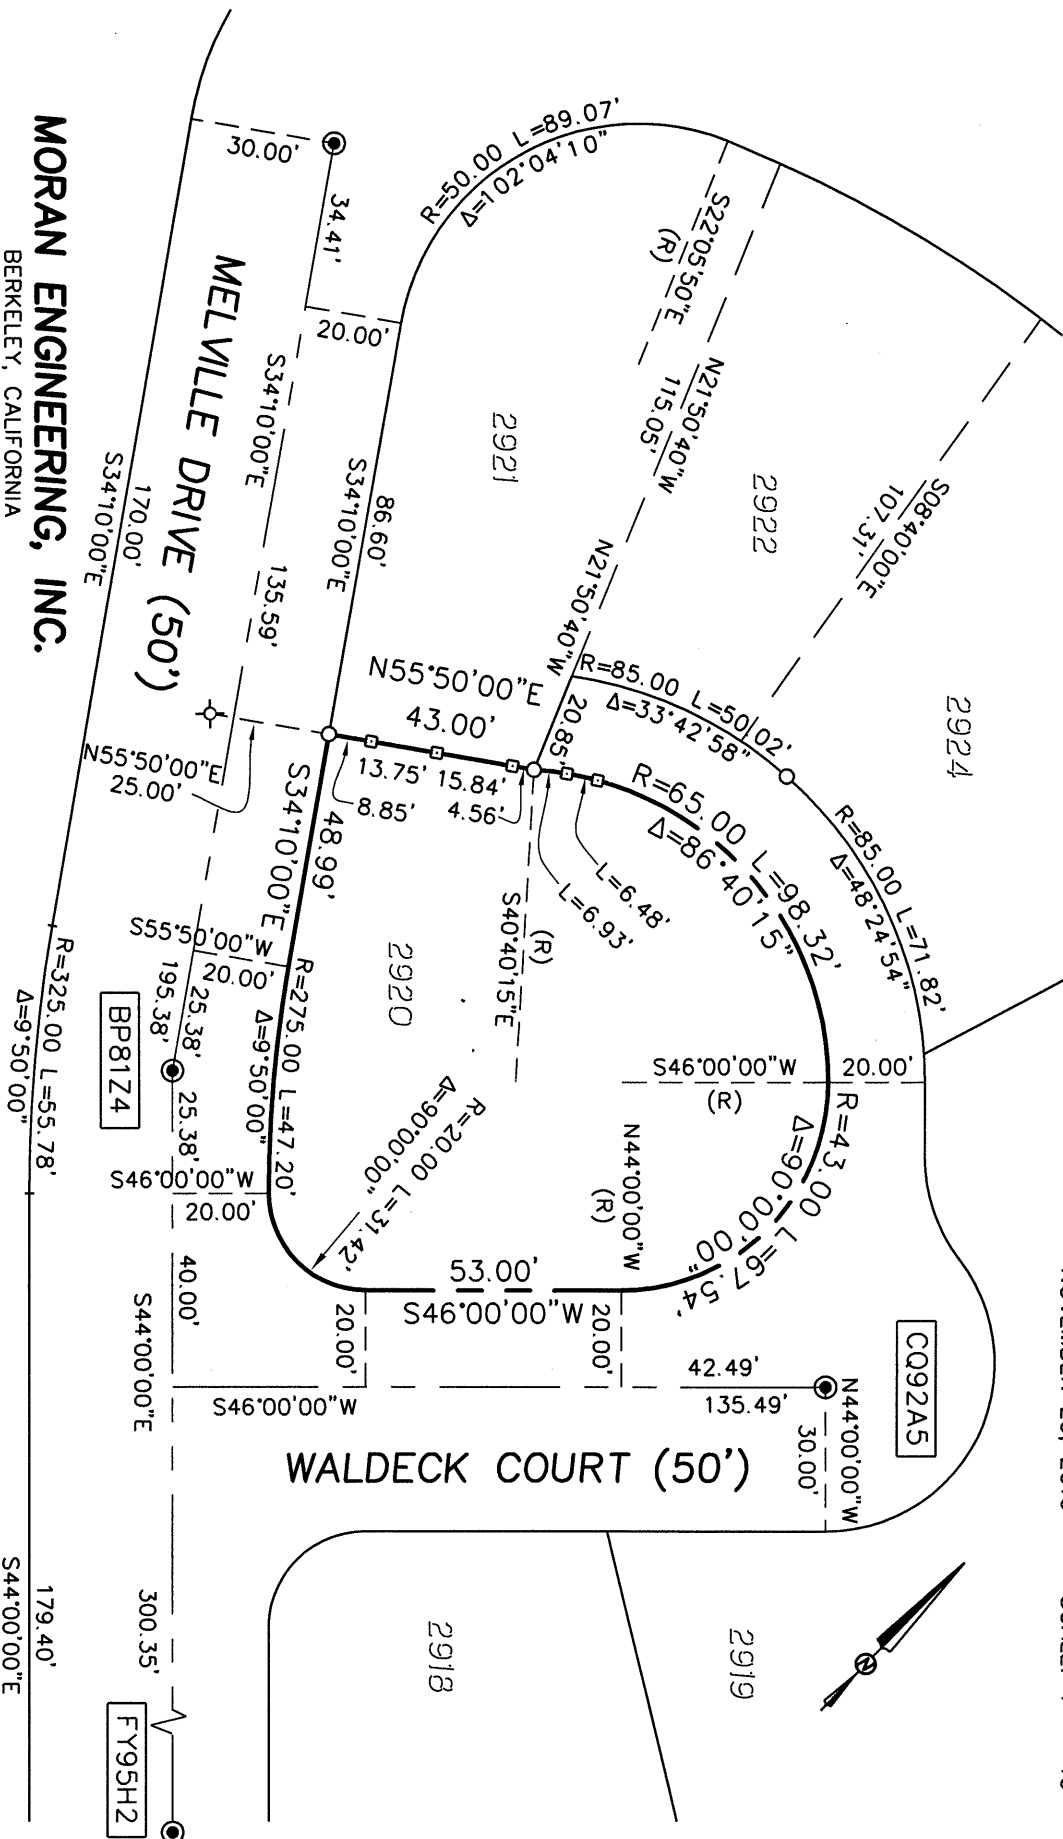 R=50.00 L=89.07'
Δ=102°04'10"
30.00'
34.41'
20.00'
MELVILLE DRIVE (50')
S34°10'00"E
135.59'
S34°10'00"E
86.60'
170.00'
S34°10'00"E
MORAN ENGINEERING, INC.
BERKELEY, CALIFORNIA
S22°05'50"E
(R)
N21°50'40"W
115.05'
2921
2922
S08°40'00"E
107.31'
2924
N21°50'40"W
20.85'
R=85.00 L=50.02'
Δ=33°42'58"
N55°50'00"E
43.00'
13.75' 15.84'
8.85'
4.56'
N55°50'00"E
25.00'
R=65.00 L=98.32'
Δ=86°40'15"
L=6.48'
L=6.93'
R=85.00 L=71.82'
Δ=48°24'54"
(R)
S40°40'15"E
48.99'
S34°10'00"E
2920
S55°50'00"W
20.00'
R=275.00 L=47.20'
Δ=9°50'00"
25.38'
195.38'
BP81Z4
25.38'
R=325.00 L=55.78'
Δ=9°50'00"
S46°00'00"W
(R)
20.00'
R=43.00 L=67.54'
Δ=90°00'00"
N44°00'00"W
(R)
R=20.00 L=31.42'
Δ=90°00'00"
S46°00'00"W
20.00'
53.00'
S46°00'00"W
20.00'
20.00'
40.00'
S44°00'00"E
S46°00'00"W
42.49'
135.49'
CQ92A5
N44°00'00"W
30.00'
WALDECK COURT (50')
2918
2919
N
300.35'
FY95H2
179.40'
S44°00'00"E